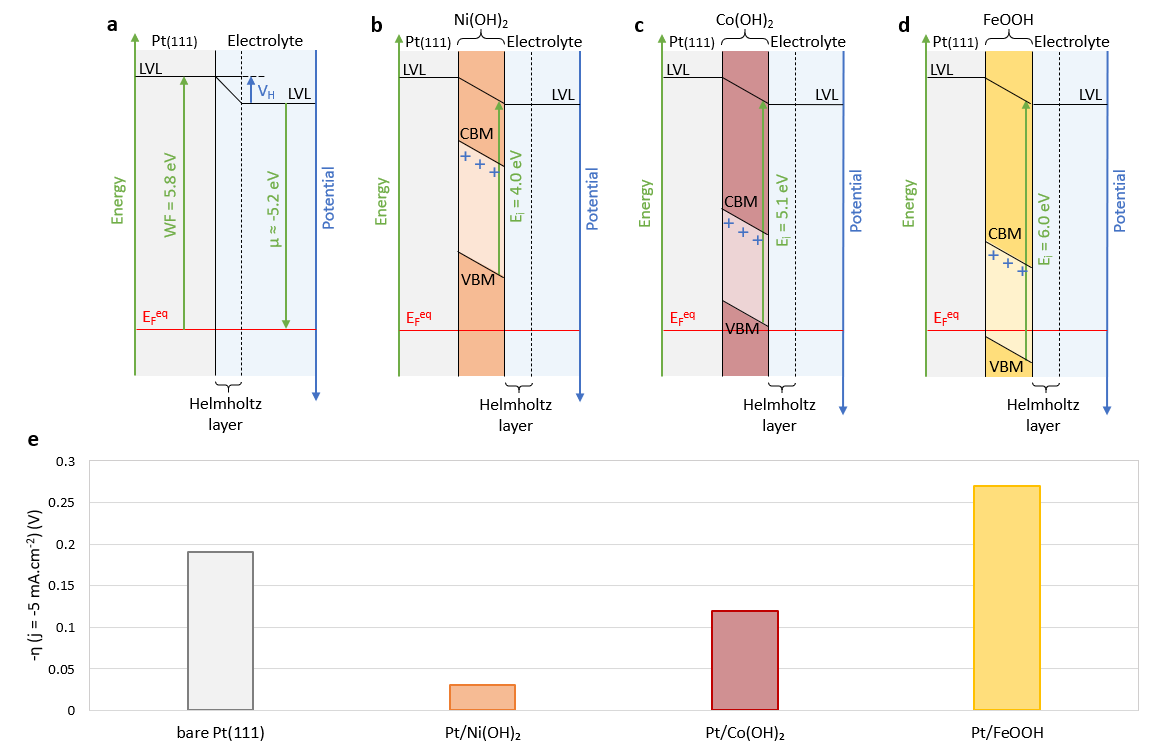 a
Pt(111) Electrolyte
LVL
V_H
LVL
Energy
WF = 5.8 eV
µ ≈ -5.2 eV
Potential
E_F^eq
Helmholtz
layer
b
Ni(OH)₂
Pt(111) Electrolyte
LVL
LVL
CBM
+ + +
Energy
E_i = 4.0 eV
Potential
VBM
E_F^eq
Helmholtz
layer
c
Co(OH)₂
Pt(111) Electrolyte
LVL
LVL
CBM
+ + +
Energy
E_i = 5.1 eV
Potential
E_F^eq
VBM
Helmholtz
layer
d
FeOOH
Pt(111) Electrolyte
LVL
LVL
Energy
E_i = 6.0 eV
Potential
CBM
+ + +
E_F^eq
VBM
Helmholtz
layer
e
-η (j = -5 mA.cm⁻²) (V)
0.3
0.25
0.2
0.15
0.1
0.05
0
bare Pt(111) Pt/Ni(OH)₂ Pt/Co(OH)₂ Pt/FeOOH